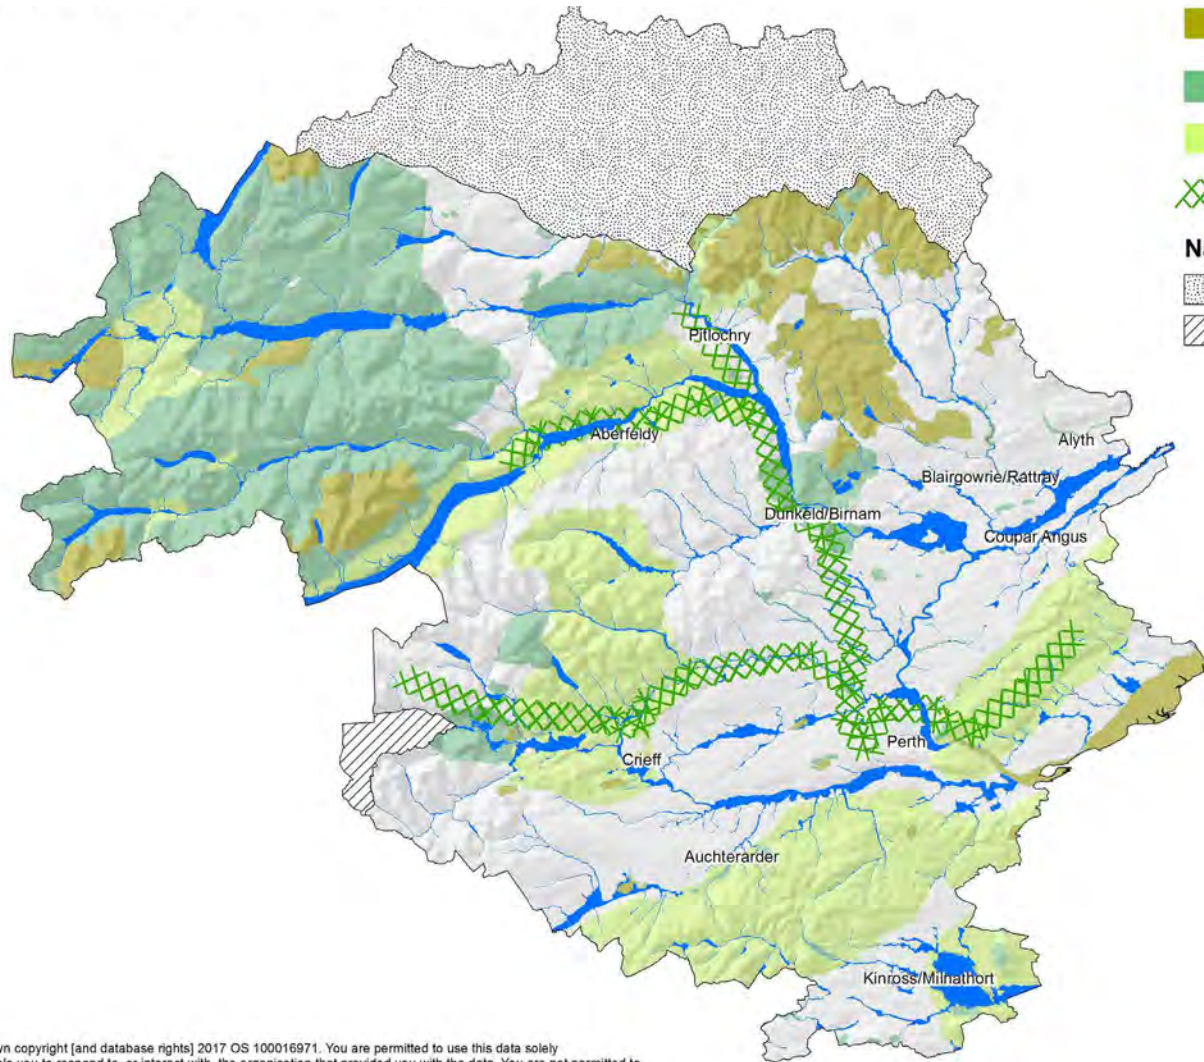 Pitlochry
Aberfeldy
Alyth
Blairgowrie/Rattray
Dunkeld/Birnam
Coupar Angus
Perth
Crieff
Auchterarder
Kinross/Milnathort
copyright [and database rights] 2017 OS 100016971. You are permitted to use this data solely
you to respond to, or interact with, the organisation that provided you with the data. You are not permitted to